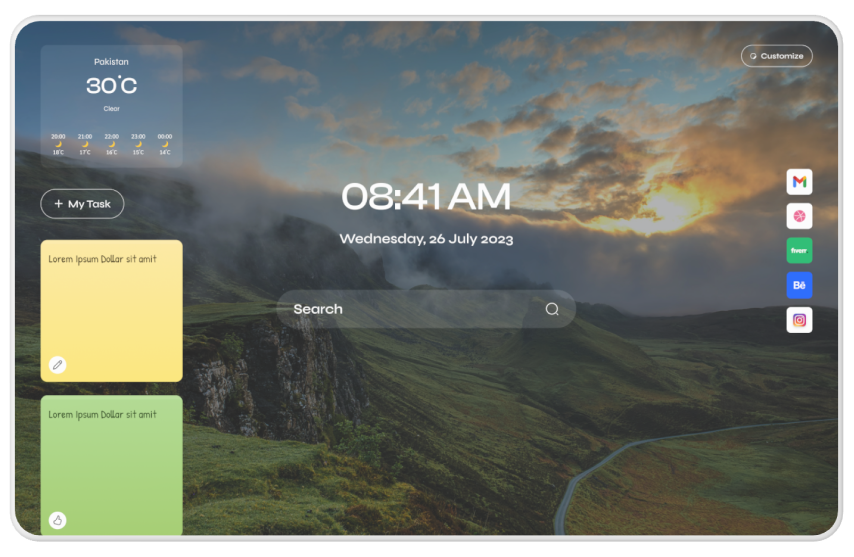 Pakistan
30°C
Clear
20:00 21:00 22:00 23:00 00:00
18°C 17°C 16°C 15°C 14°C
Customize
+ My Task
08:41 AM
Wednesday, 26 July 2023
Search
Lorem Ipsum Dollar sit amit
Lorem Ipsum Dollar sit amit
fiverr
Bē